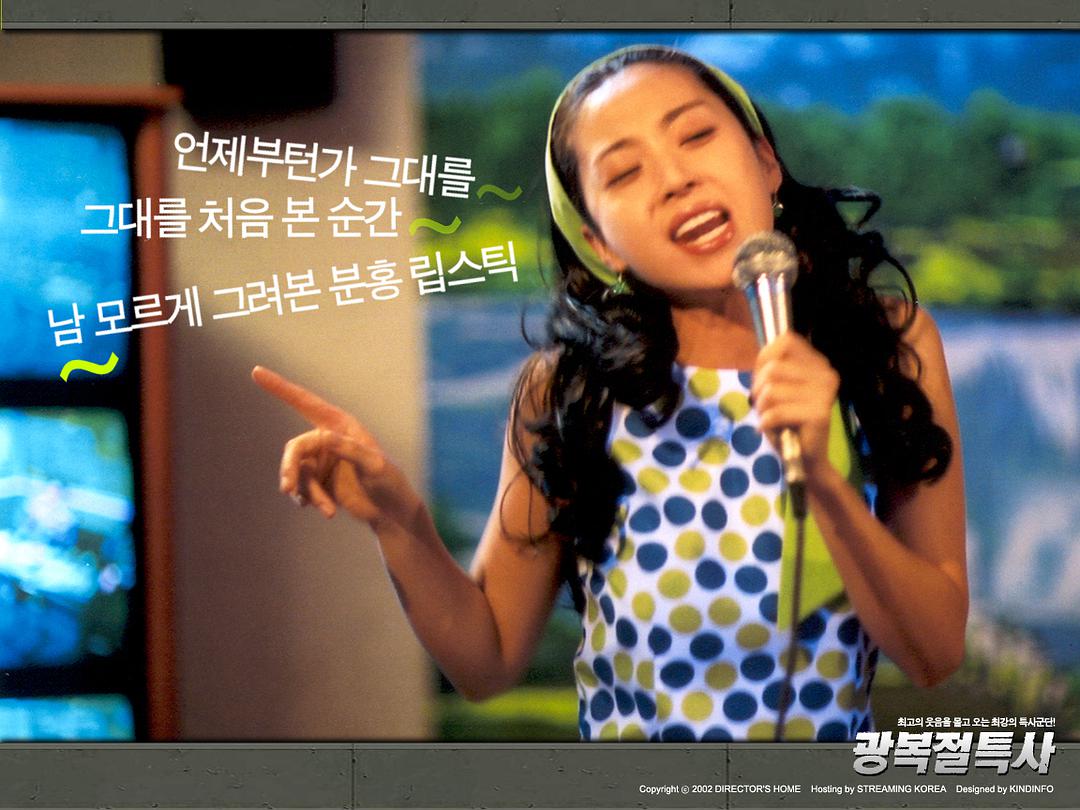 언제부턴가 그대를~
그대를 처음 본 순간~
남 모르게 그려본 분홍 립스틱
~
최고의 웃음을 몰고 오는 최강의 특사군단!
광복절특사
Copyright ⓒ 2002 DIRECTOR'S HOME Hosting by STREAMING KOREA Designed by KINDINFO